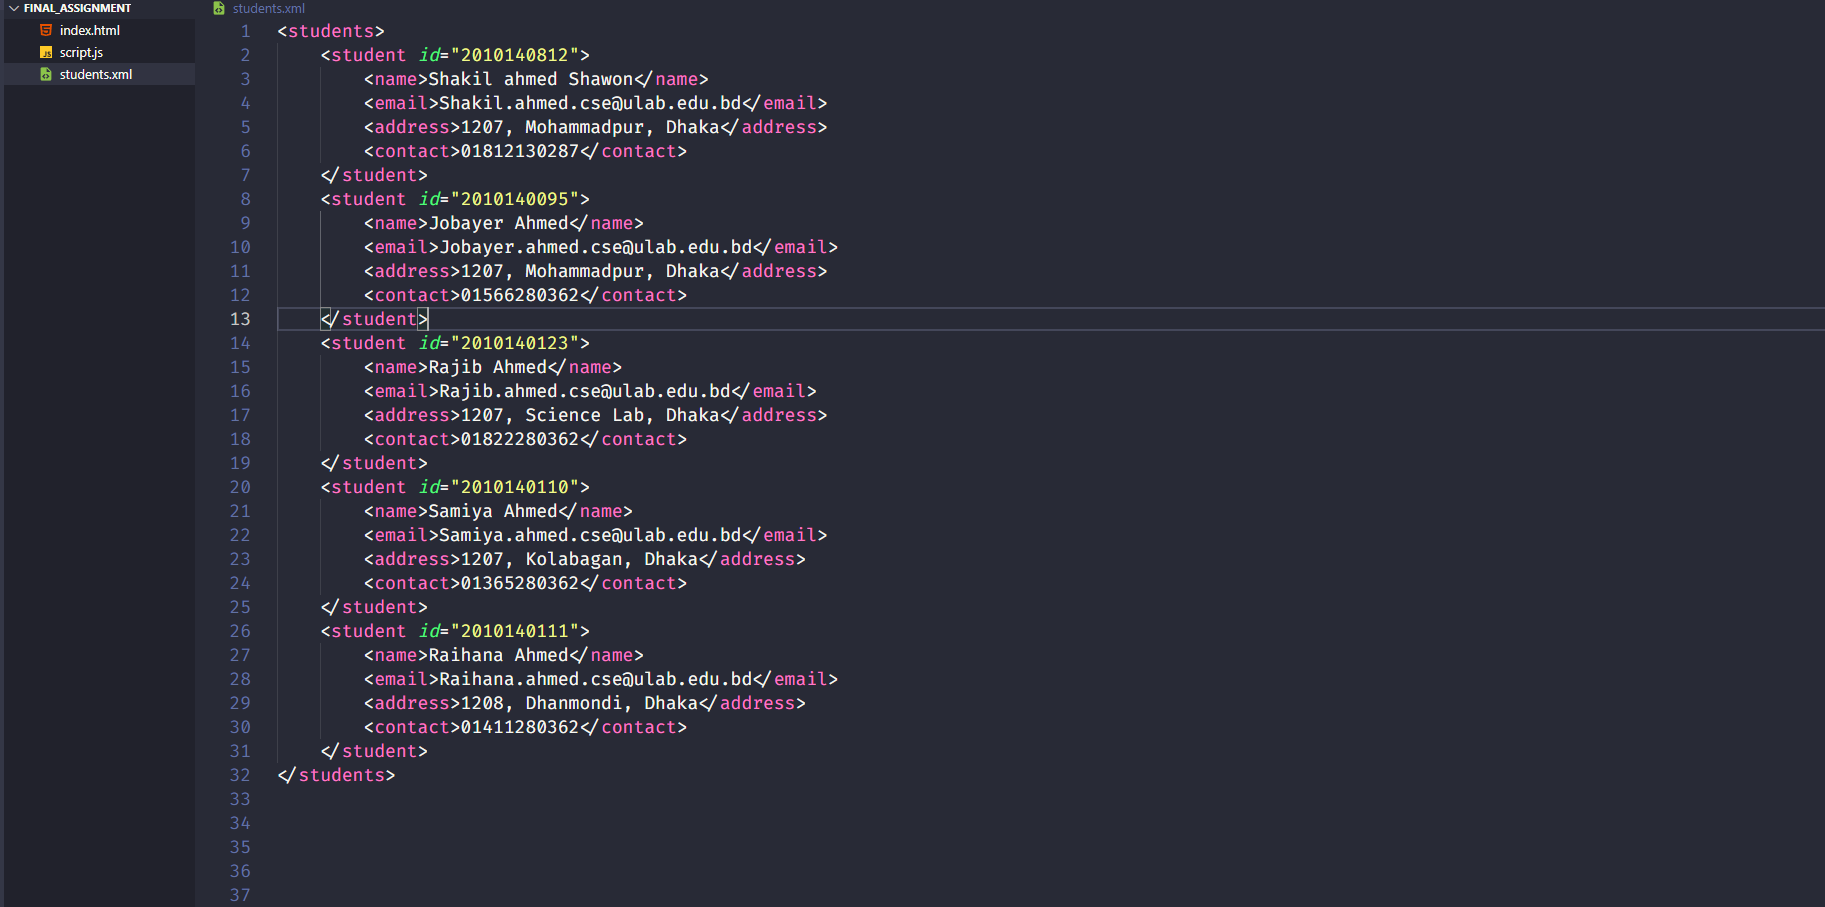 FINAL_ASSIGNMENT
index.html
script.js
students.xml
students.xml
1 <students>
2 <student id="2010140812">
3 <name>Shakil ahmed Shawon</name>
4 <email>Shakil.ahmed.cse@ulab.edu.bd</email>
5 <address>1207, Mohammadpur, Dhaka</address>
6 <contact>01812130287</contact>
7 </student>
8 <student id="2010140095">
9 <name>Jobayer Ahmed</name>
10 <email>Jobayer.ahmed.cse@ulab.edu.bd</email>
11 <address>1207, Mohammadpur, Dhaka</address>
12 <contact>01566280362</contact>
13 </student>
14 <student id="2010140123">
15 <name>Rajib Ahmed</name>
16 <email>Rajib.ahmed.cse@ulab.edu.bd</email>
17 <address>1207, Science Lab, Dhaka</address>
18 <contact>01822280362</contact>
19 </student>
20 <student id="2010140110">
21 <name>Samiya Ahmed</name>
22 <email>Samiya.ahmed.cse@ulab.edu.bd</email>
23 <address>1207, Kolabagan, Dhaka</address>
24 <contact>01365280362</contact>
25 </student>
26 <student id="2010140111">
27 <name>Raihana Ahmed</name>
28 <email>Raihana.ahmed.cse@ulab.edu.bd</email>
29 <address>1208, Dhanmondi, Dhaka</address>
30 <contact>01411280362</contact>
31 </student>
32 </students>
33
34
35
36
37